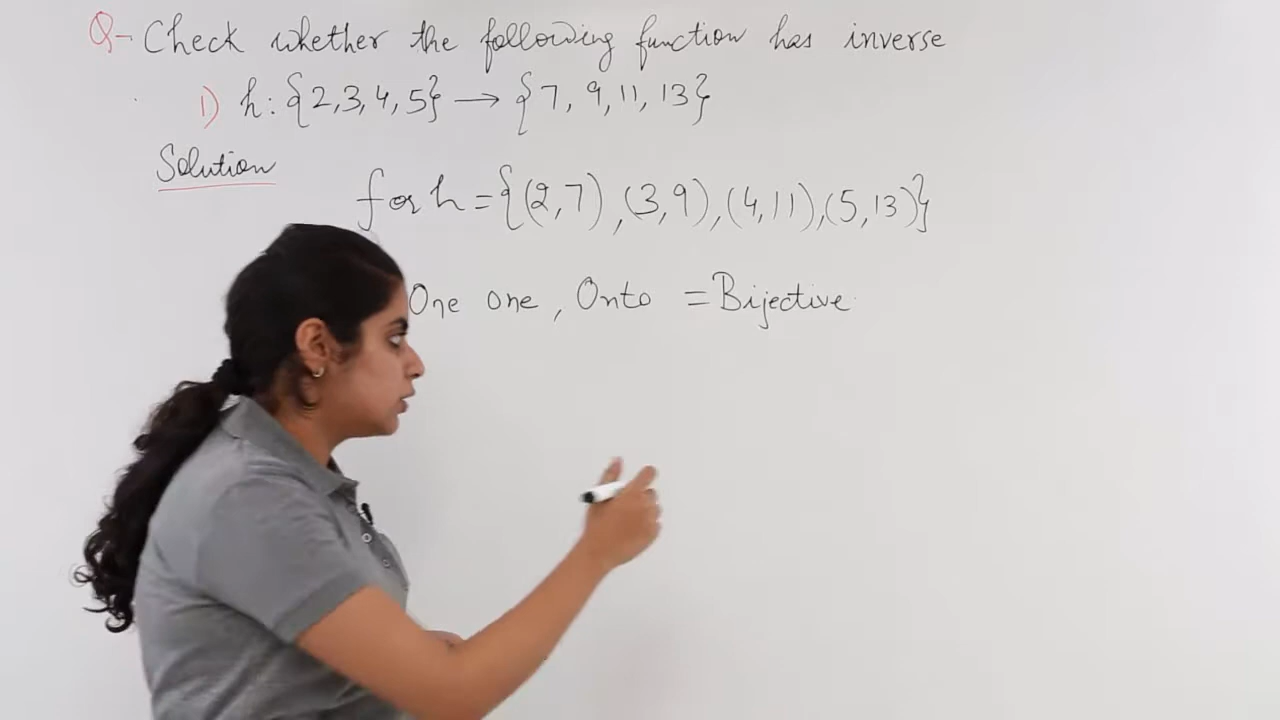 Q- Check whether the following function has inverse
1) h: {2,3,4,5} → {7, 9, 11, 13}
Solution
for h = {(2,7),(3,9),(4,11),(5,13)}
One one, Onto = Bijective